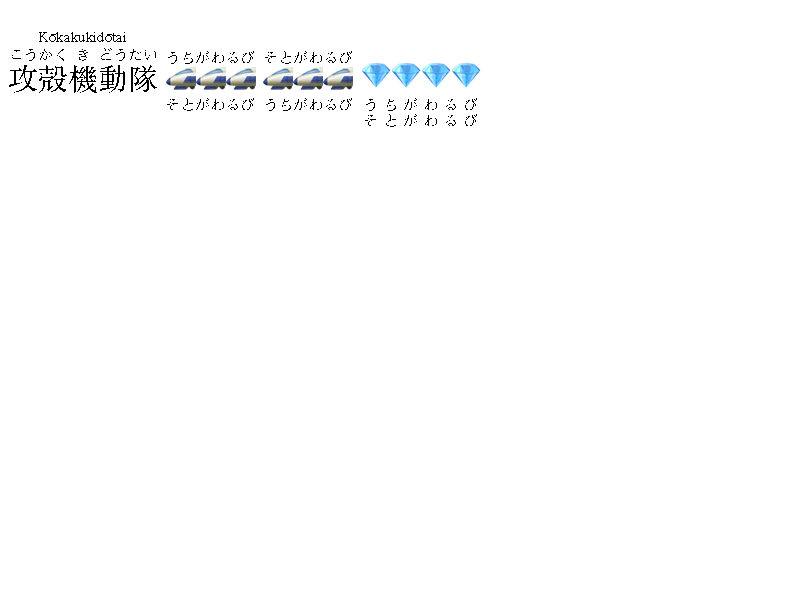 Kōkakukidōtai
こうかく き どうたい
攻殻機動隊
うちがわるび そとがわるび
🚅🚅🚅 🚅🚅🚅 💎💎💎💎
そとがわるび うちがわるび うちがわるび
そとがわるび